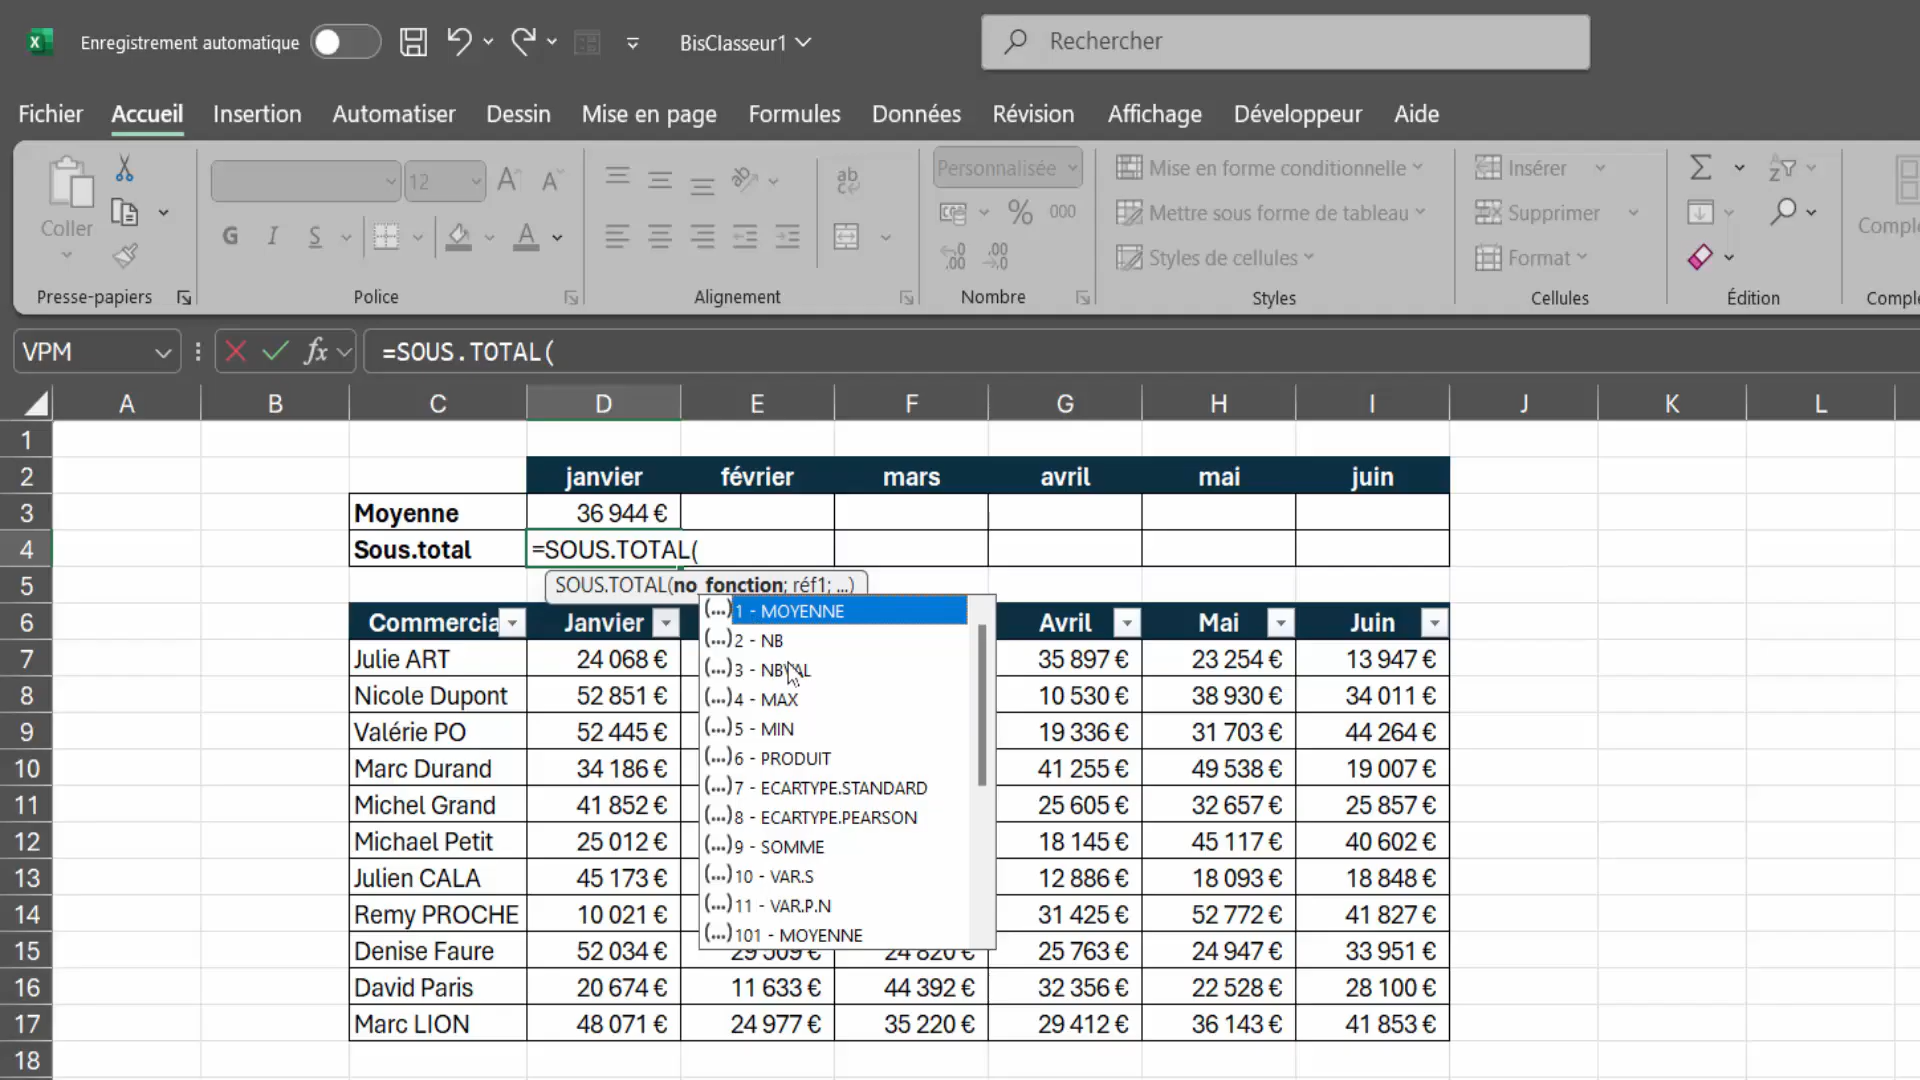 Enregistrement automatique BisClasseur1 Rechercher
Fichier Accueil Insertion Automatiser Dessin Mise en page Formules Données Révision Affichage Développeur Aide
12 Personnalisée Mise en forme conditionnelle Insérer
Coller G I S % 000 Mettre sous forme de tableau Supprimer
Styles de cellules Format
Presse-papiers Police Alignement Nombre Styles Cellules Édition
VPM fx =SOUS.TOTAL(
A B C D E F G H I J K L
1
2 janvier février mars avril mai juin
3 Moyenne 36 944 €
4 Sous.total =SOUS.TOTAL(
5 SOUS.TOTAL(no_fonction; réf1; ...)
(...) 1 - MOYENNE
(...) 2 - NB
(...) 3 - NBVAL
(...) 4 - MAX
(...) 5 - MIN
(...) 6 - PRODUIT
(...) 7 - ECARTYPE.STANDARD
(...) 8 - ECARTYPE.PEARSON
(...) 9 - SOMME
(...) 10 - VAR.S
(...) 11 - VAR.P.N
(...) 101 - MOYENNE
6 Commercia Janvier Avril Mai Juin
7 Julie ART 24 068 € 35 897 € 23 254 € 13 947 €
8 Nicole Dupont 52 851 € 10 530 € 38 930 € 34 011 €
9 Valérie PO 52 445 € 19 336 € 31 703 € 44 264 €
10 Marc Durand 34 186 € 41 255 € 49 538 € 19 007 €
11 Michel Grand 41 852 € 25 605 € 32 657 € 25 857 €
12 Michael Petit 25 012 € 18 145 € 45 117 € 40 602 €
13 Julien CALA 45 173 € 12 886 € 18 093 € 18 848 €
14 Remy PROCHE 10 021 € 31 425 € 52 772 € 41 827 €
15 Denise Faure 52 034 € 29 509 € 24 820 € 25 763 € 24 947 € 33 951 €
16 David Paris 20 674 € 11 633 € 44 392 € 32 356 € 22 528 € 28 100 €
17 Marc LION 48 071 € 24 977 € 35 220 € 29 412 € 36 143 € 41 853 €
18